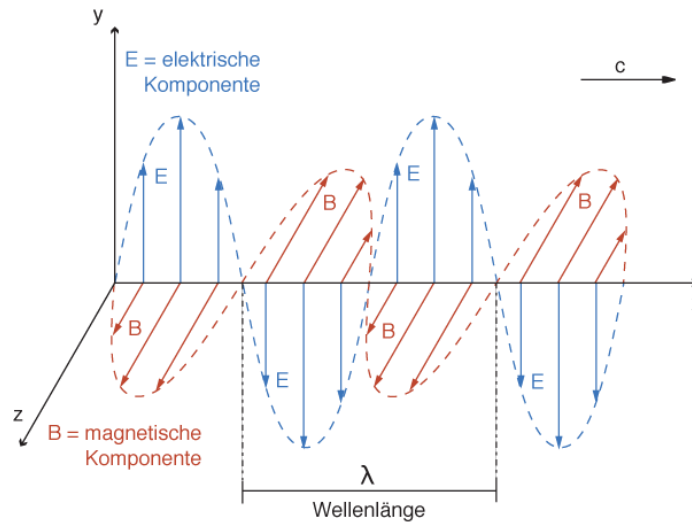 y
E = elektrische
Komponente
c
E
B
E
B
B
E
B
E
z
B = magnetische
Komponente
λ
Wellenlänge